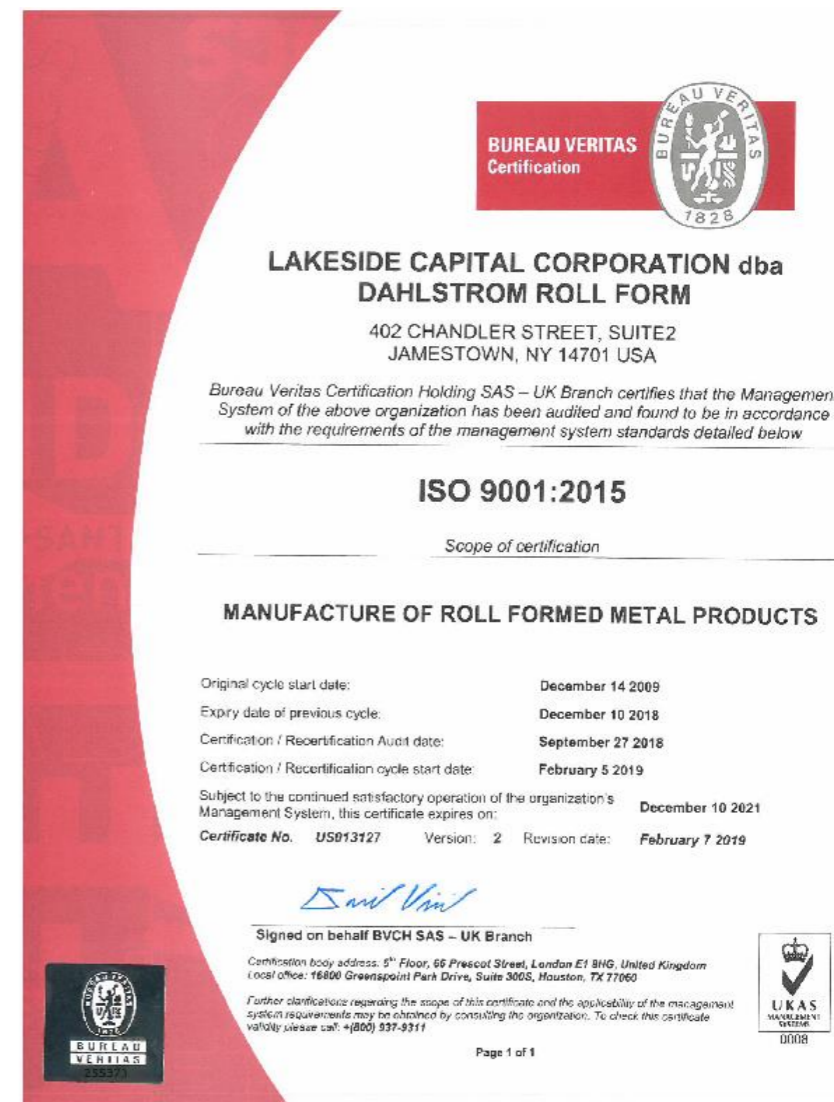 BUREAU VERITAS
Certification
BUREAU VERITAS
1828
LAKESIDE CAPITAL CORPORATION dba
DAHLSTROM ROLL FORM
402 CHANDLER STREET, SUITE2
JAMESTOWN, NY 14701 USA
Bureau Veritas Certification Holding SAS – UK Branch certifies that the Managemen
System of the above organization has been audited and found to be in accordance
with the requirements of the management system standards detailed below
ISO 9001:2015
Scope of certification
MANUFACTURE OF ROLL FORMED METAL PRODUCTS
Original cycle start date: December 14 2009
Expiry date of previous cycle: December 10 2018
Certification / Recertification Audit date: September 27 2018
Certification / Recertification cycle start date: February 5 2019
Subject to the continued satisfactory operation of the organization's
Management System, this certificate expires on: December 10 2021
Certificate No. US013127 Version: 2 Revision date: February 7 2019
Signed on behalf BVCH SAS – UK Branch
Certification body address: 5th Floor, 66 Prescot Street, London E1 8HG, United Kingdom
Local office: 16800 Greenspoint Park Drive, Suite 300S, Houston, TX 77060
Further clarifications regarding the scope of this certificate and the applicability of the management
system requirements may be obtained by consulting the organization. To check this certificate
validity please call: +(800) 937-9311
Page 1 of 1
BUREAU
VERITAS
255373
UKAS
MANAGEMENT
SYSTEMS
0008